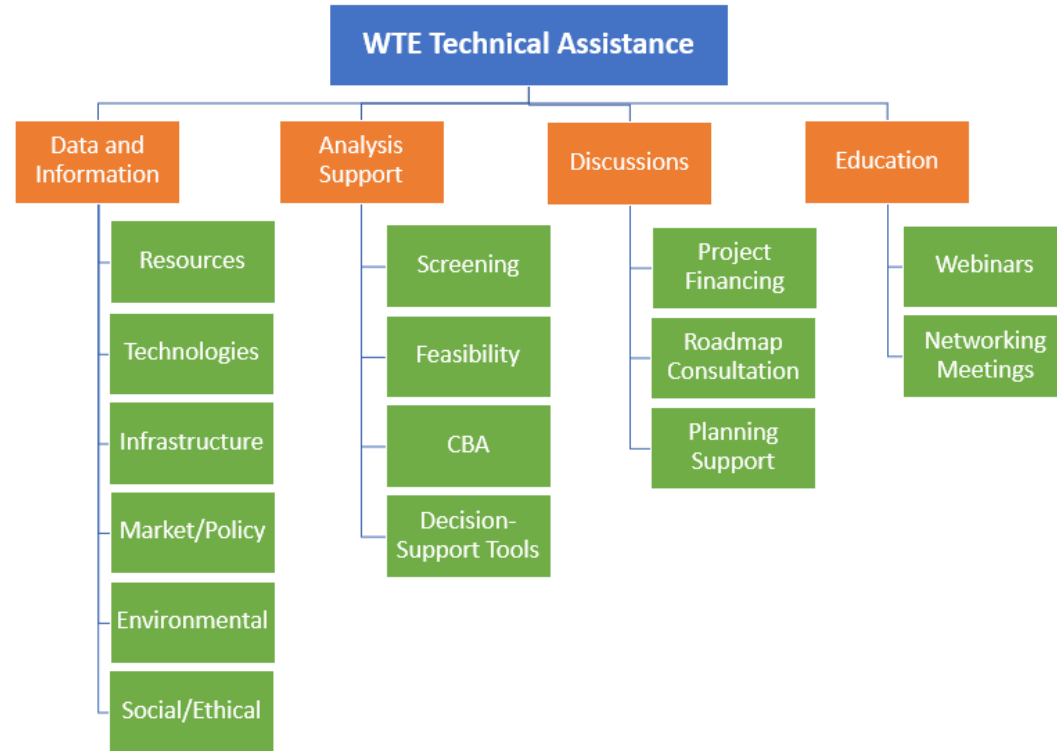 WTE Technical Assistance
Data and
Information
Resources
Technologies
Infrastructure
Market/Policy
Environmental
Social/Ethical
Analysis
Support
Screening
Feasibility
CBA
Decision-
Support Tools
Discussions
Project
Financing
Roadmap
Consultation
Planning
Support
Education
Webinars
Networking
Meetings